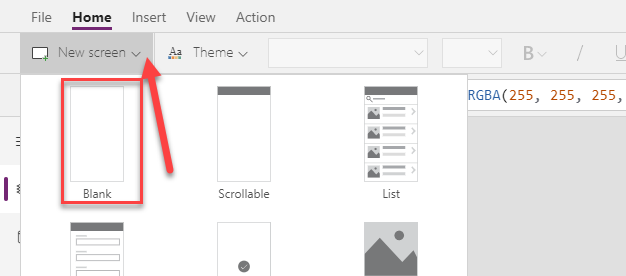 File Home Insert View Action
New screen Theme B / U
RGBA(255, 255, 255,
Blank Scrollable List